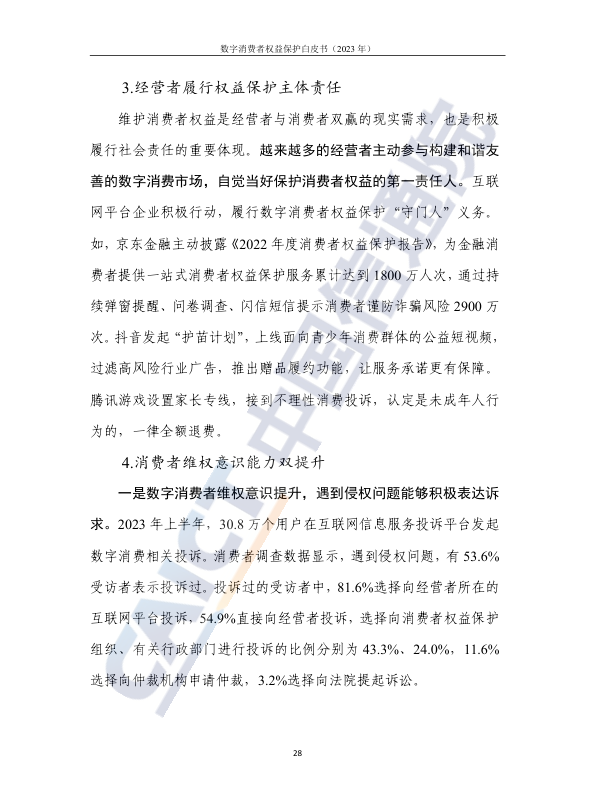 数字消费者权益保护白皮书（2023 年）
3.经营者履行权益保护主体责任
维护消费者权益是经营者与消费者双赢的现实需求，也是积极
履行社会责任的重要体现。越来越多的经营者主动参与构建和谐友
善的数字消费市场，自觉当好保护消费者权益的第一责任人。互联
网平台企业积极行动，履行数字消费者权益保护“守门人”义务。
如，京东金融主动披露《2022 年度消费者权益保护报告》，为金融消
费者提供一站式消费者权益保护服务累计达到 1800 万人次，通过持
续弹窗提醒、问卷调查、闪信短信提示消费者谨防诈骗风险 2900 万
次。抖音发起“护苗计划”，上线面向青少年消费群体的公益短视频，
过滤高风险行业广告，推出赠品履约功能，让服务承诺更有保障。
腾讯游戏设置家长专线，接到不理性消费投诉，认定是未成年人行
为的，一律全额退费。
4.消费者维权意识能力双提升
一是数字消费者维权意识提升，遇到侵权问题能够积极表达诉
求。2023 年上半年，30.8 万个用户在互联网信息服务投诉平台发起
数字消费相关投诉。消费者调查数据显示，遇到侵权问题，有 53.6%
受访者表示投诉过。投诉过的受访者中，81.6%选择向经营者所在的
互联网平台投诉，54.9%直接向经营者投诉，选择向消费者权益保护
组织、有关行政部门进行投诉的比例分别为 43.3%、24.0%，11.6%
选择向仲裁机构申请仲裁，3.2%选择向法院提起诉讼。
CAICT 中国信通院
28